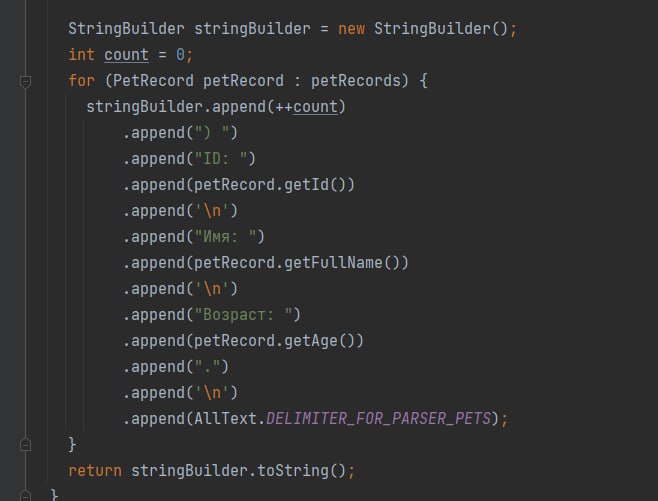 StringBuilder stringBuilder = new StringBuilder();
int count = 0;
for (PetRecord petRecord : petRecords) {
stringBuilder.append(++count)
.append(") ")
.append("ID: ")
.append(petRecord.getId())
.append('\n')
.append("Имя: ")
.append(petRecord.getFullName())
.append('\n')
.append("Возраст: ")
.append(petRecord.getAge())
.append(".")
.append('\n')
.append(AllText.DELIMITER_FOR_PARSER_PETS);
}
return stringBuilder.toString();
}